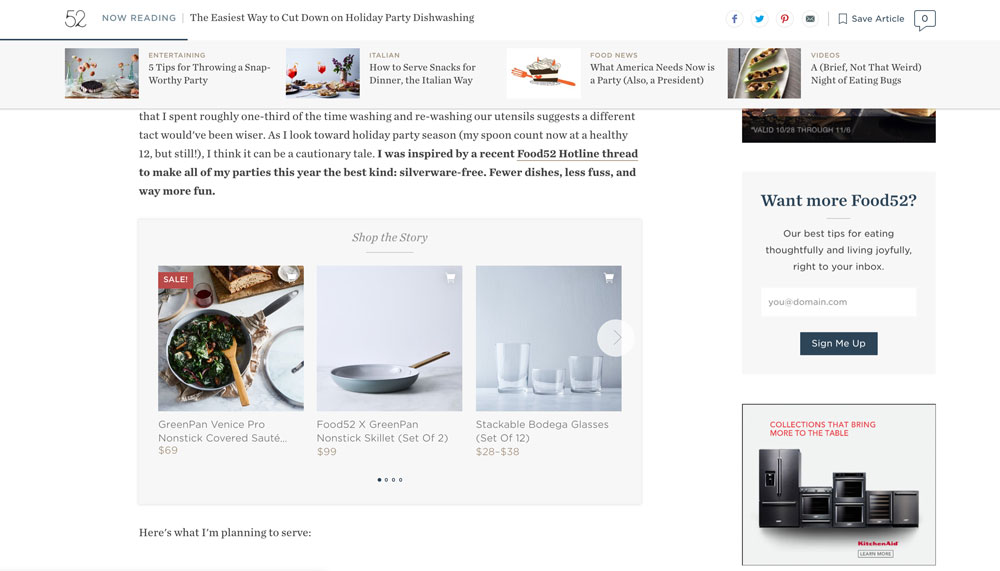 52 NOW READING | The Easiest Way to Cut Down on Holiday Party Dishwashing
Save Article
0
ENTERTAINING
5 Tips for Throwing a Snap-
Worthy Party
ITALIAN
How to Serve Snacks for
Dinner, the Italian Way
FOOD NEWS
What America Needs Now is
a Party (Also, a President)
VIDEOS
A (Brief, Not That Weird)
Night of Eating Bugs
that I spent roughly one-third of the time washing and re-washing our utensils suggests a different
tact would've been wiser. As I look toward holiday party season (my spoon count now at a healthy
12, but still!), I think it can be a cautionary tale. I was inspired by a recent Food52 Hotline thread
to make all of my parties this year the best kind: silverware-free. Fewer dishes, less fuss, and
way more fun.
Shop the Story
SALE!
GreenPan Venice Pro
Nonstick Covered Sauté...
$69
Food52 X GreenPan
Nonstick Skillet (Set Of 2)
$99
Stackable Bodega Glasses
(Set Of 12)
$28–$38
Here's what I'm planning to serve:
*VALID 10/28 THROUGH 11/6
Want more Food52?
Our best tips for eating
thoughtfully and living joyfully,
right to your inbox.
you@domain.com
Sign Me Up
COLLECTIONS THAT BRING
MORE TO THE TABLE
KitchenAid
LEARN MORE